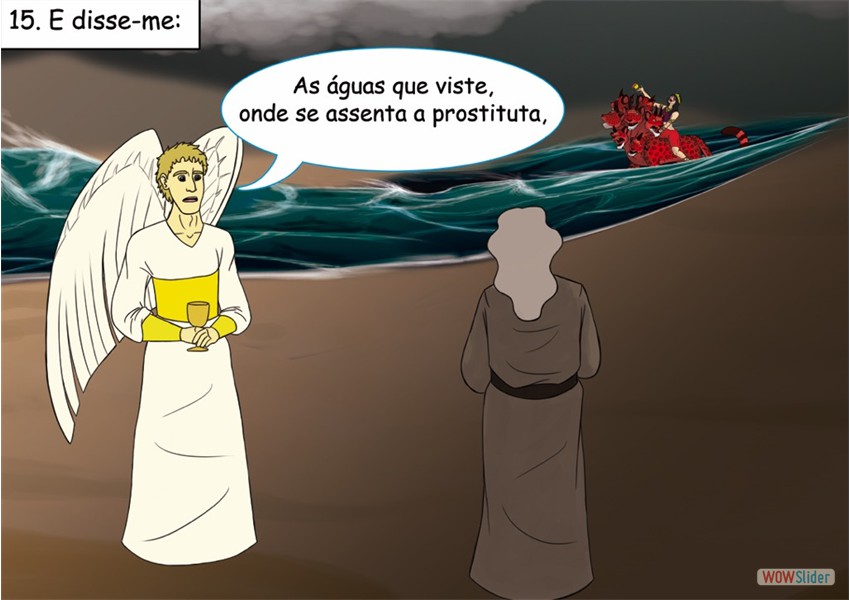 15. E disse-me:
As águas que viste,
onde se assenta a prostituta,
WOWSlider